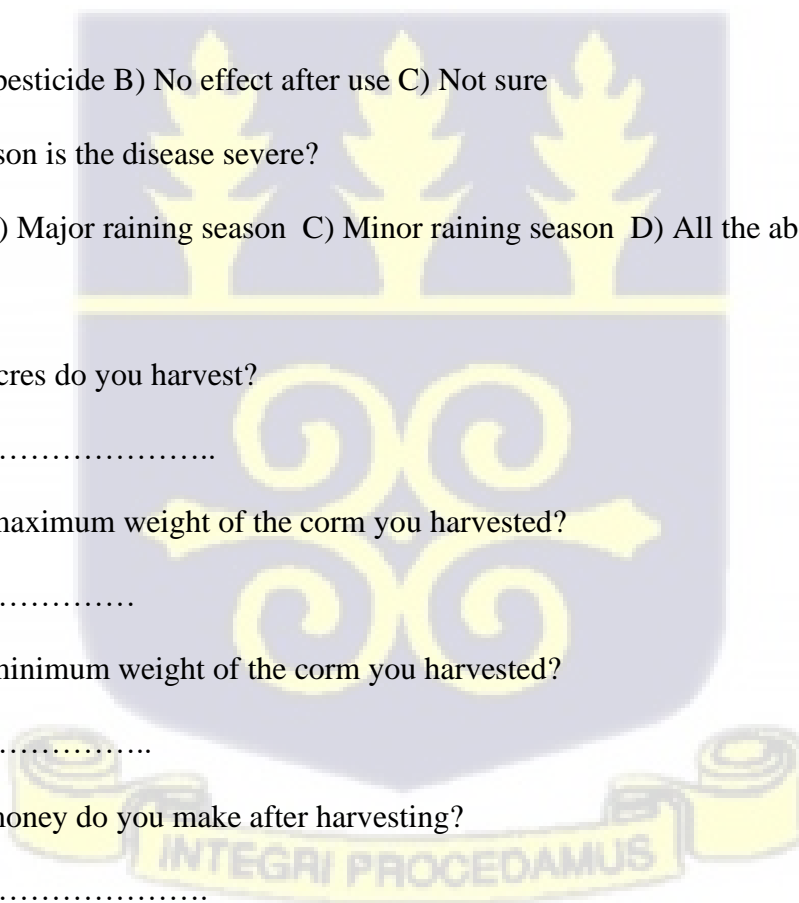 pesticide B) No effect after use C) Not sure
son is the disease severe?
) Major raining season C) Minor raining season D) All the ab
cres do you harvest?
…………………..
maximum weight of the corm you harvested?
……………
minimum weight of the corm you harvested?
……………..
money do you make after harvesting?
………………….
INTEGRI PROCEDAMUS